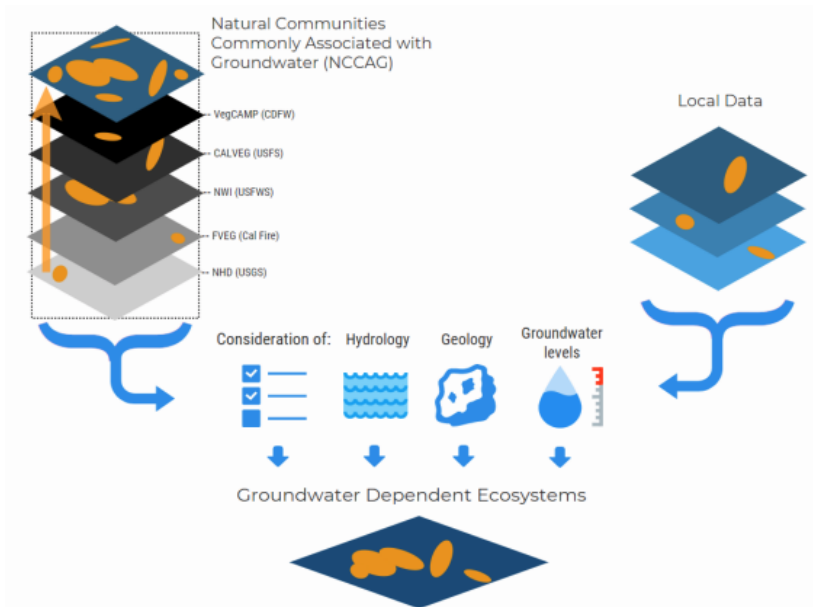 Natural Communities
Commonly Associated with
Groundwater (NCCAG)
VegCAMP (CDFW)
CALVEG (USFS)
NWI (USFWS)
FVEG (Cal Fire)
NHD (USGS)
Local Data
Consideration of:
Hydrology
Geology
Groundwater
levels
Groundwater Dependent Ecosystems